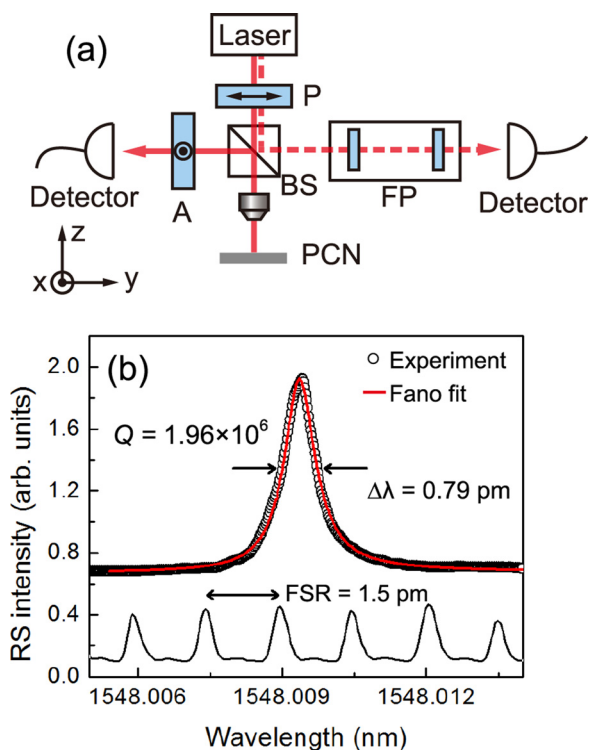 (a)
Laser
P
Detector
A
BS
FP
Detector
PCN
z
x
y
(b)
Experiment
Fano fit
Q = 1.96×10⁶
Δλ = 0.79 pm
FSR = 1.5 pm
RS intensity (arb. units)
2.0
1.6
1.2
0.8
0.4
0.0
1548.006 1548.009 1548.012
Wavelength (nm)